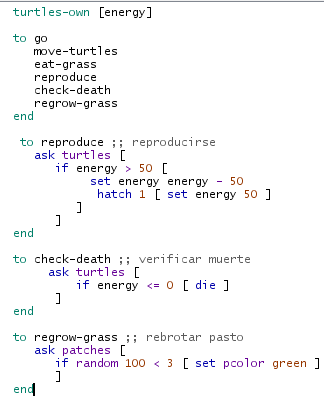 turtles-own [energy]
to go
move-turtles
eat-grass
reproduce
check-death
regrow-grass
end
to reproduce ;; reproducirse
ask turtles [
if energy > 50 [
set energy energy - 50
hatch 1 [ set energy 50 ]
]
]
end
to check-death ;; verificar muerte
ask turtles [
if energy <= 0 [ die ]
]
end
to regrow-grass ;; rebrotar pasto
ask patches [
if random 100 < 3 [ set pcolor green ]
]
end